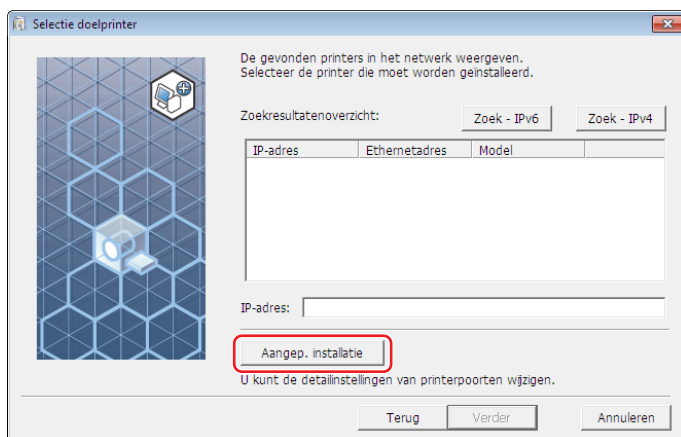 Selectie doelprinter
De gevonden printers in het netwerk weergeven.
Selecteer de printer die moet worden geïnstalleerd.
Zoekresultatenoverzicht:
Zoek - IPv6
Zoek - IPv4
IP-adres Ethernetadres Model
IP-adres:
Aangep. installatie
U kunt de detailinstellingen van printerpoorten wijzigen.
Terug
Verder
Annuleren